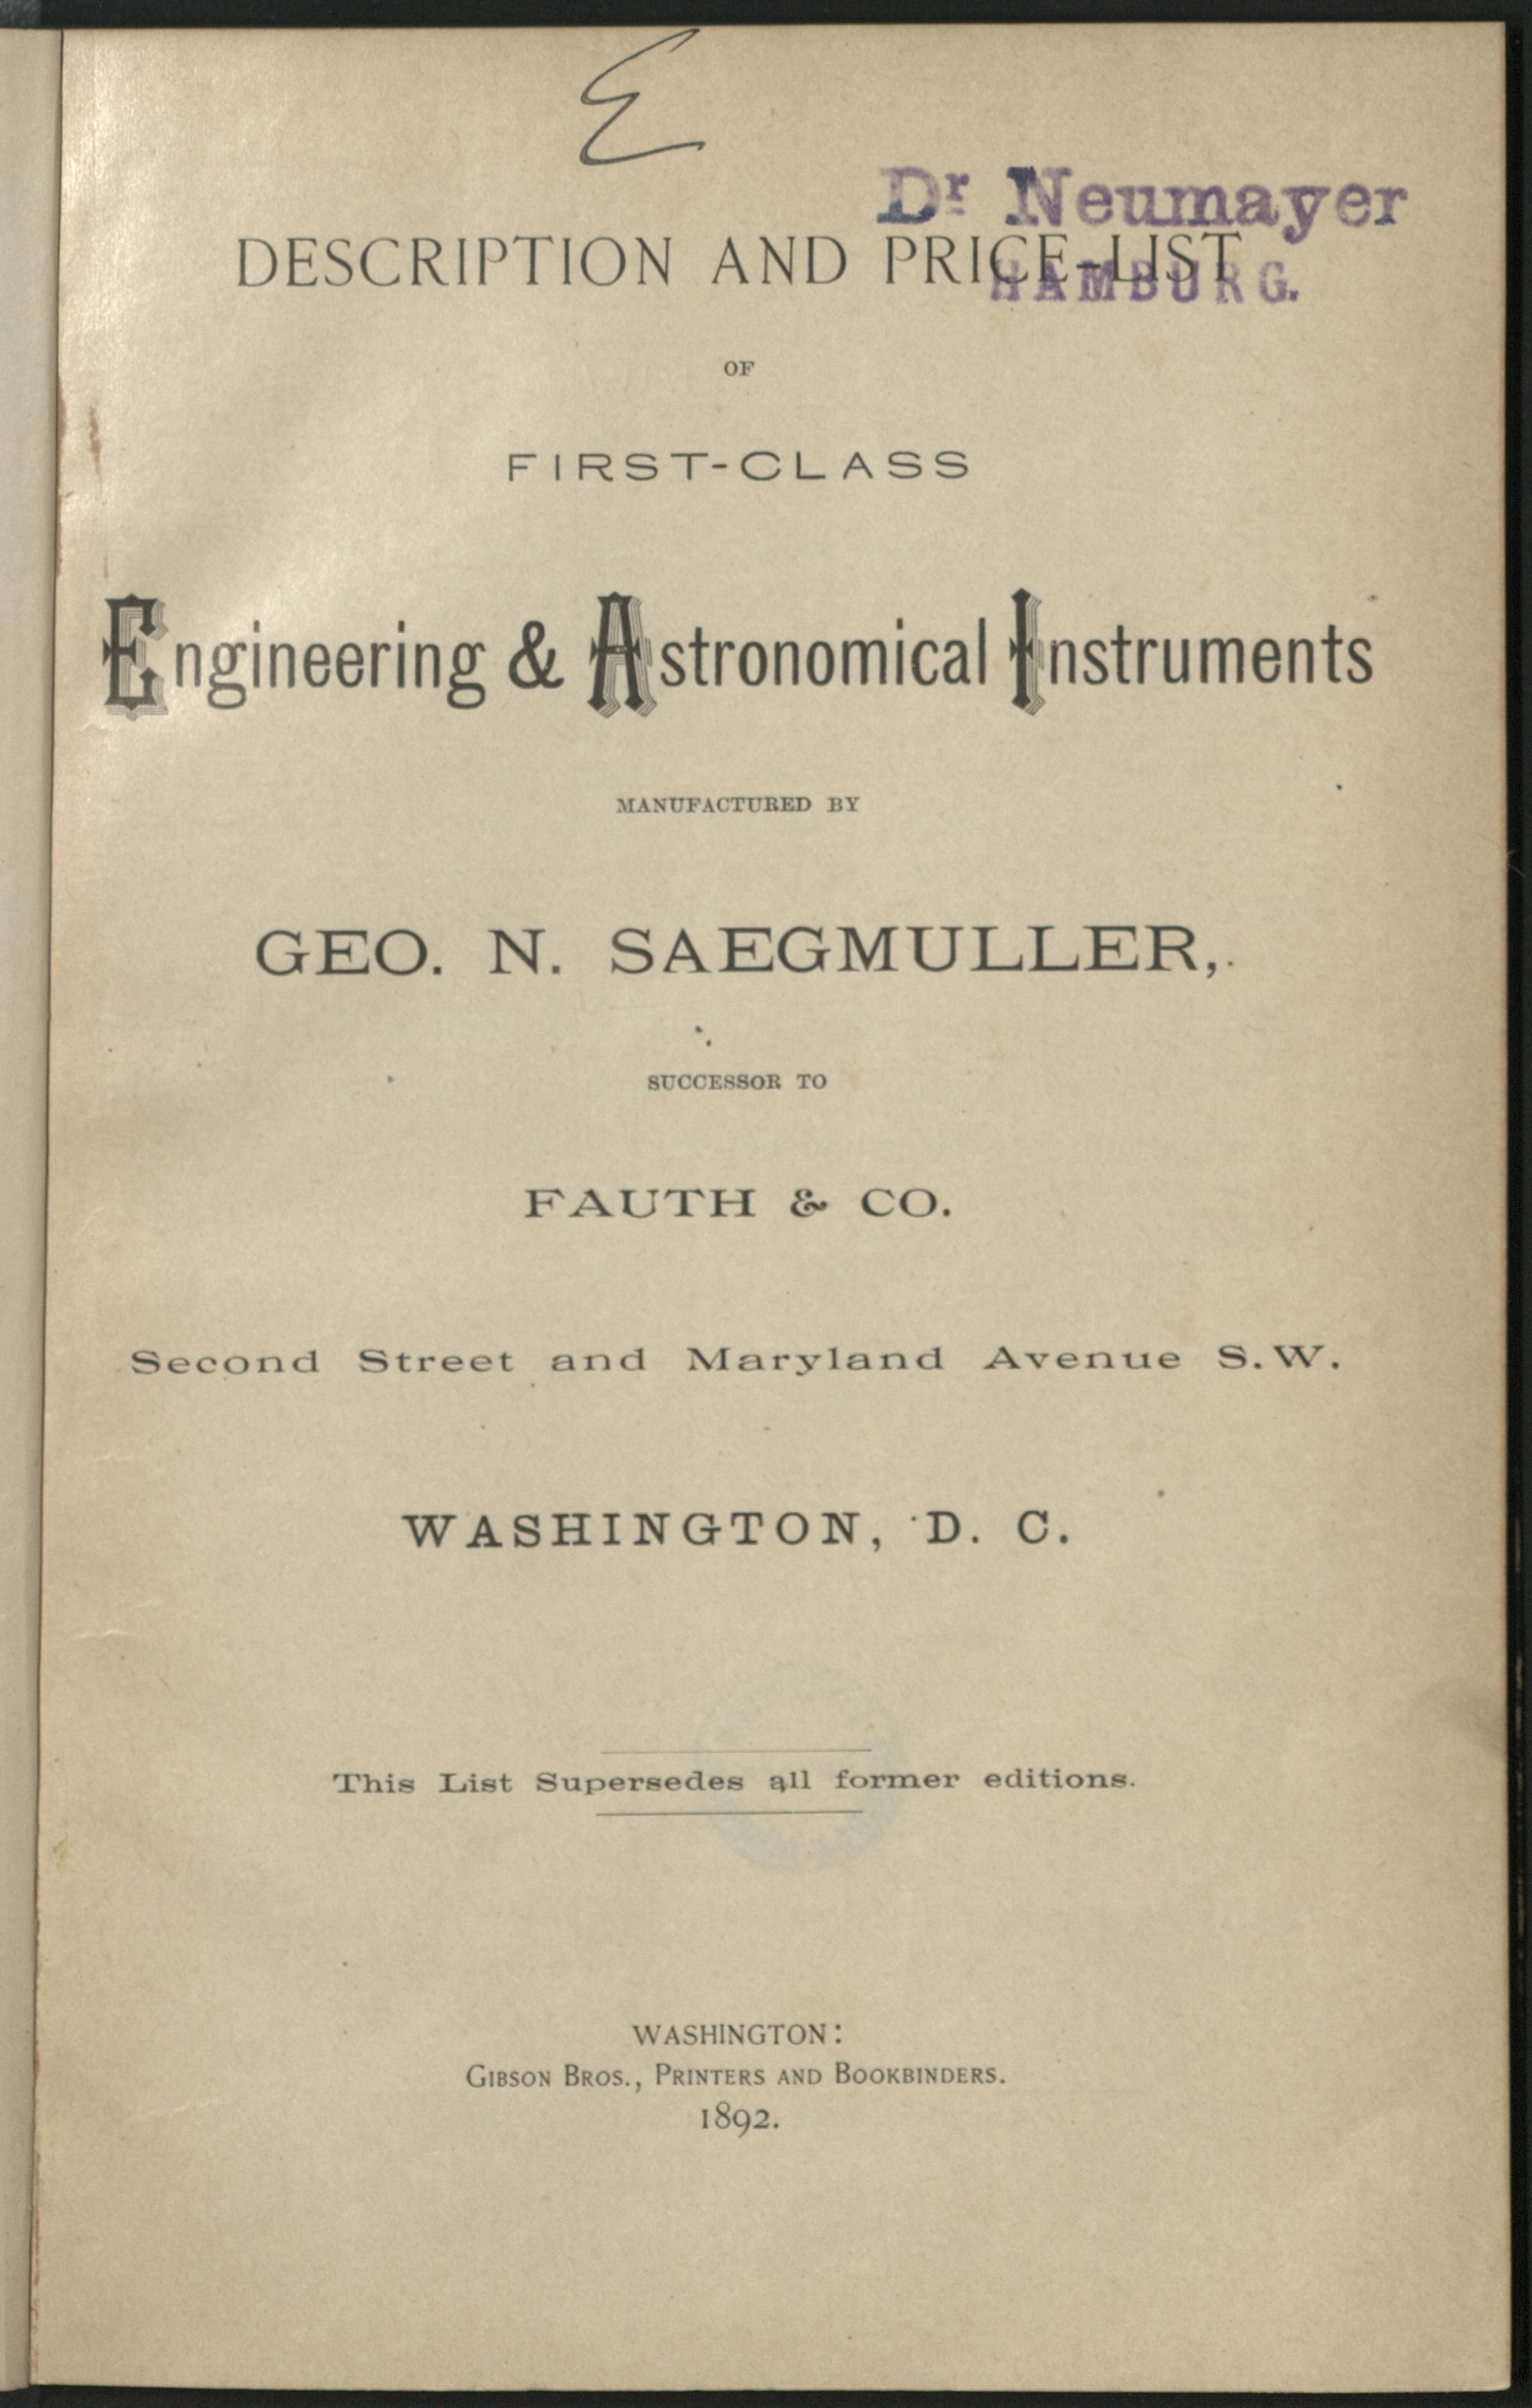 E
Dr Neumayer
HAMBURG.
DESCRIPTION AND PRICE-LIST
OF
FIRST-CLASS
Engineering & Astronomical Instruments
MANUFACTURED BY
GEO. N. SAEGMULLER,
SUCCESSOR TO
FAUTH & CO.
Second Street and Maryland Avenue S.W.
WASHINGTON, D. C.
This List Supersedes all former editions.
WASHINGTON:
GIBSON BROS., PRINTERS AND BOOKBINDERS.
1892.